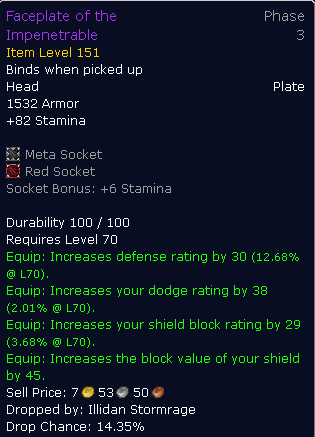 Faceplate of the Phase
Impenetrable 3
Item Level 151
Binds when picked up
Head Plate
1532 Armor
+82 Stamina
Meta Socket
Red Socket
Socket Bonus: +6 Stamina
Durability 100 / 100
Requires Level 70
Equip: Increases defense rating by 30 (12.68%
@ L70).
Equip: Increases your dodge rating by 38
(2.01% @ L70).
Equip: Increases your shield block rating by 29
(3.68% @ L70).
Equip: Increases the block value of your shield
by 45.
Sell Price: 7 53 50
Dropped by: Illidan Stormrage
Drop Chance: 14.35%